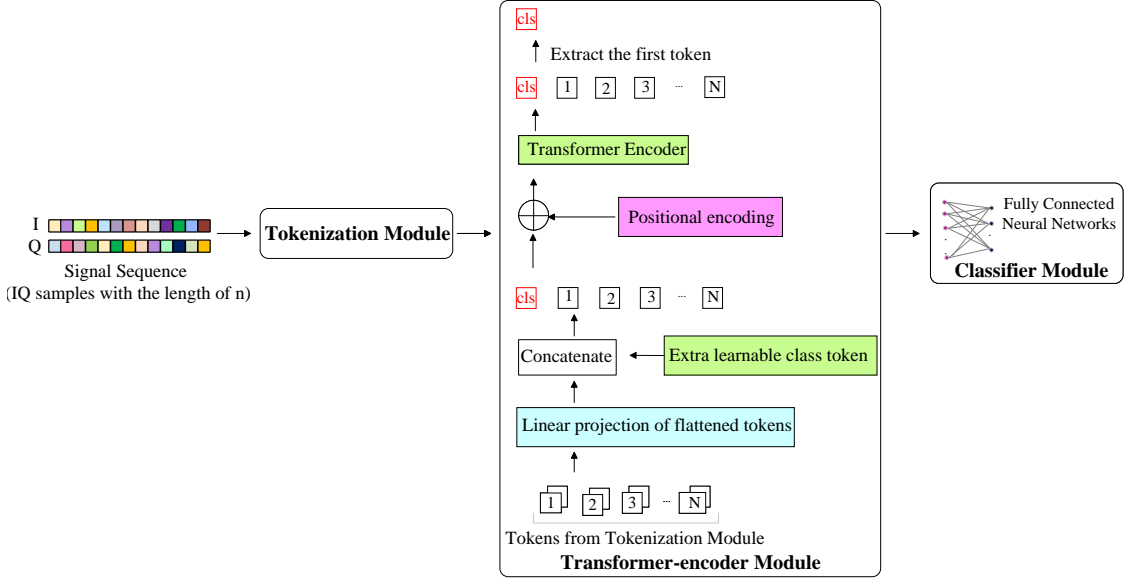 I
Q
Signal Sequence
(IQ samples with the length of n)
Tokenization Module
cls
Extract the first token
cls 1 2 3 ... N
Transformer Encoder
Positional encoding
cls 1 2 3 ... N
Concatenate
Extra learnable class token
Linear projection of flattened tokens
1 2 3 ... N
Tokens from Tokenization Module
Transformer-encoder Module
Fully Connected
Neural Networks
Classifier Module